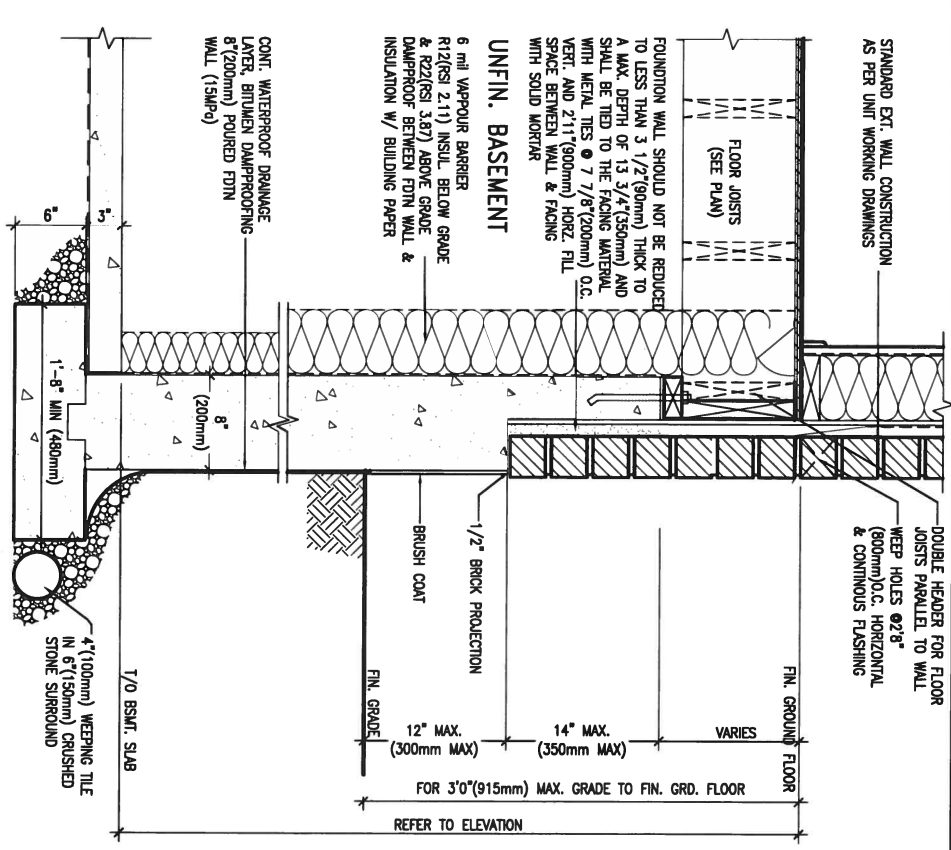 STANDARD EXT. WALL CONSTRUCTION
AS PER UNIT WORKING DRAWINGS
FLOOR JOISTS
(SEE PLAN)
FOUNDTION WALL SHOULD NOT BE REDUCED
TO LESS THAN 3 1/2"(90mm) THICK TO
A MAX. DEPTH OF 13 3/4"(350mm) AND
SHALL BE TIED TO THE FACING MATERIAL
WITH METAL TIES @ 7 7/8"(200mm) O.C.
VERT. AND 2'11"(900mm) HORZ. FILL
SPACE BETWEEN WALL & FACING
WITH SOLID MORTAR
UNFIN. BASEMENT
6 mil VAPPOUR BARRIER
R12(RSI 2.11) INSUL BELOW GRADE
& R22(RSI 3.87) ABOVE GRADE
DAMPPROOF BETWEEN FDTN WALL &
INSULATION W/ BUILDING PAPER
CONT. WATERPROOF DRAINAGE
LAYER, BITUMEN DAMPPROOFING
8"(200mm) POURED FDTN
WALL (15MPa)
3"
6"
8"
(200mm)
1'-8" MIN (480mm)
DOUBLE HEADER FOR FLOOR
JOISTS PARALLEL TO WALL
WEEP HOLES @2'8"
(800mm)O.C. HORIZONTAL
& CONTINOUS FLASHING
1/2" BRICK PROJECTION
BRUSH COAT
4"(100mm) WEEPING TILE
IN 6"(150mm) CRUSHED
STONE SURROUND
FIN. GROUND FLOOR
FIN. GRADE
T/O BSMT. SLAB
VARIES
14" MAX.
(350mm MAX)
12" MAX.
(300mm MAX)
FOR 3'0"(915mm) MAX. GRADE TO FIN. GRD. FLOOR
REFER TO ELEVATION